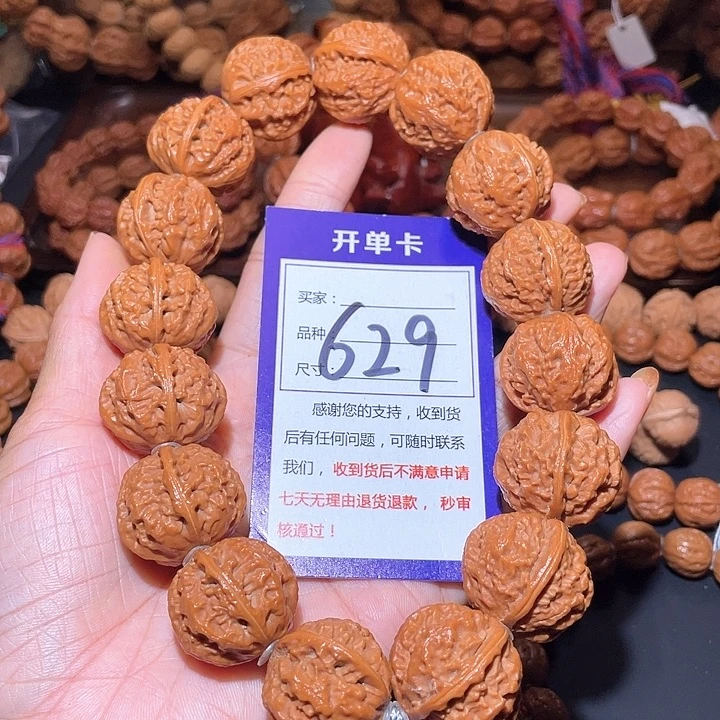 开单卡
买家：
品种：629
尺寸：
感谢您的支持，收到货
后有任何问题，可随时联系
我们，收到货后不满意申请
七天无理由退货退款，秒审
核通过！